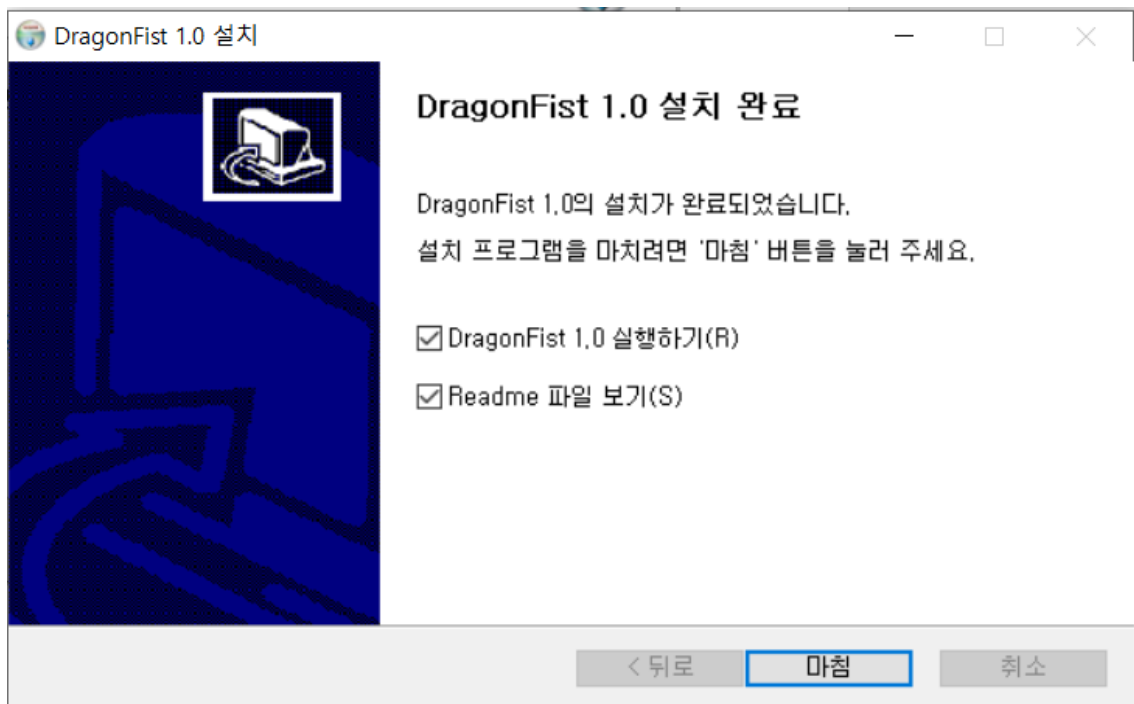 DragonFist 1.0 설치
DragonFist 1.0 설치 완료
DragonFist 1.0의 설치가 완료되었습니다.
설치 프로그램을 마치려면 '마침' 버튼을 눌러 주세요.
DragonFist 1.0 실행하기(R)
Readme 파일 보기(S)
< 뒤로
마침
취소